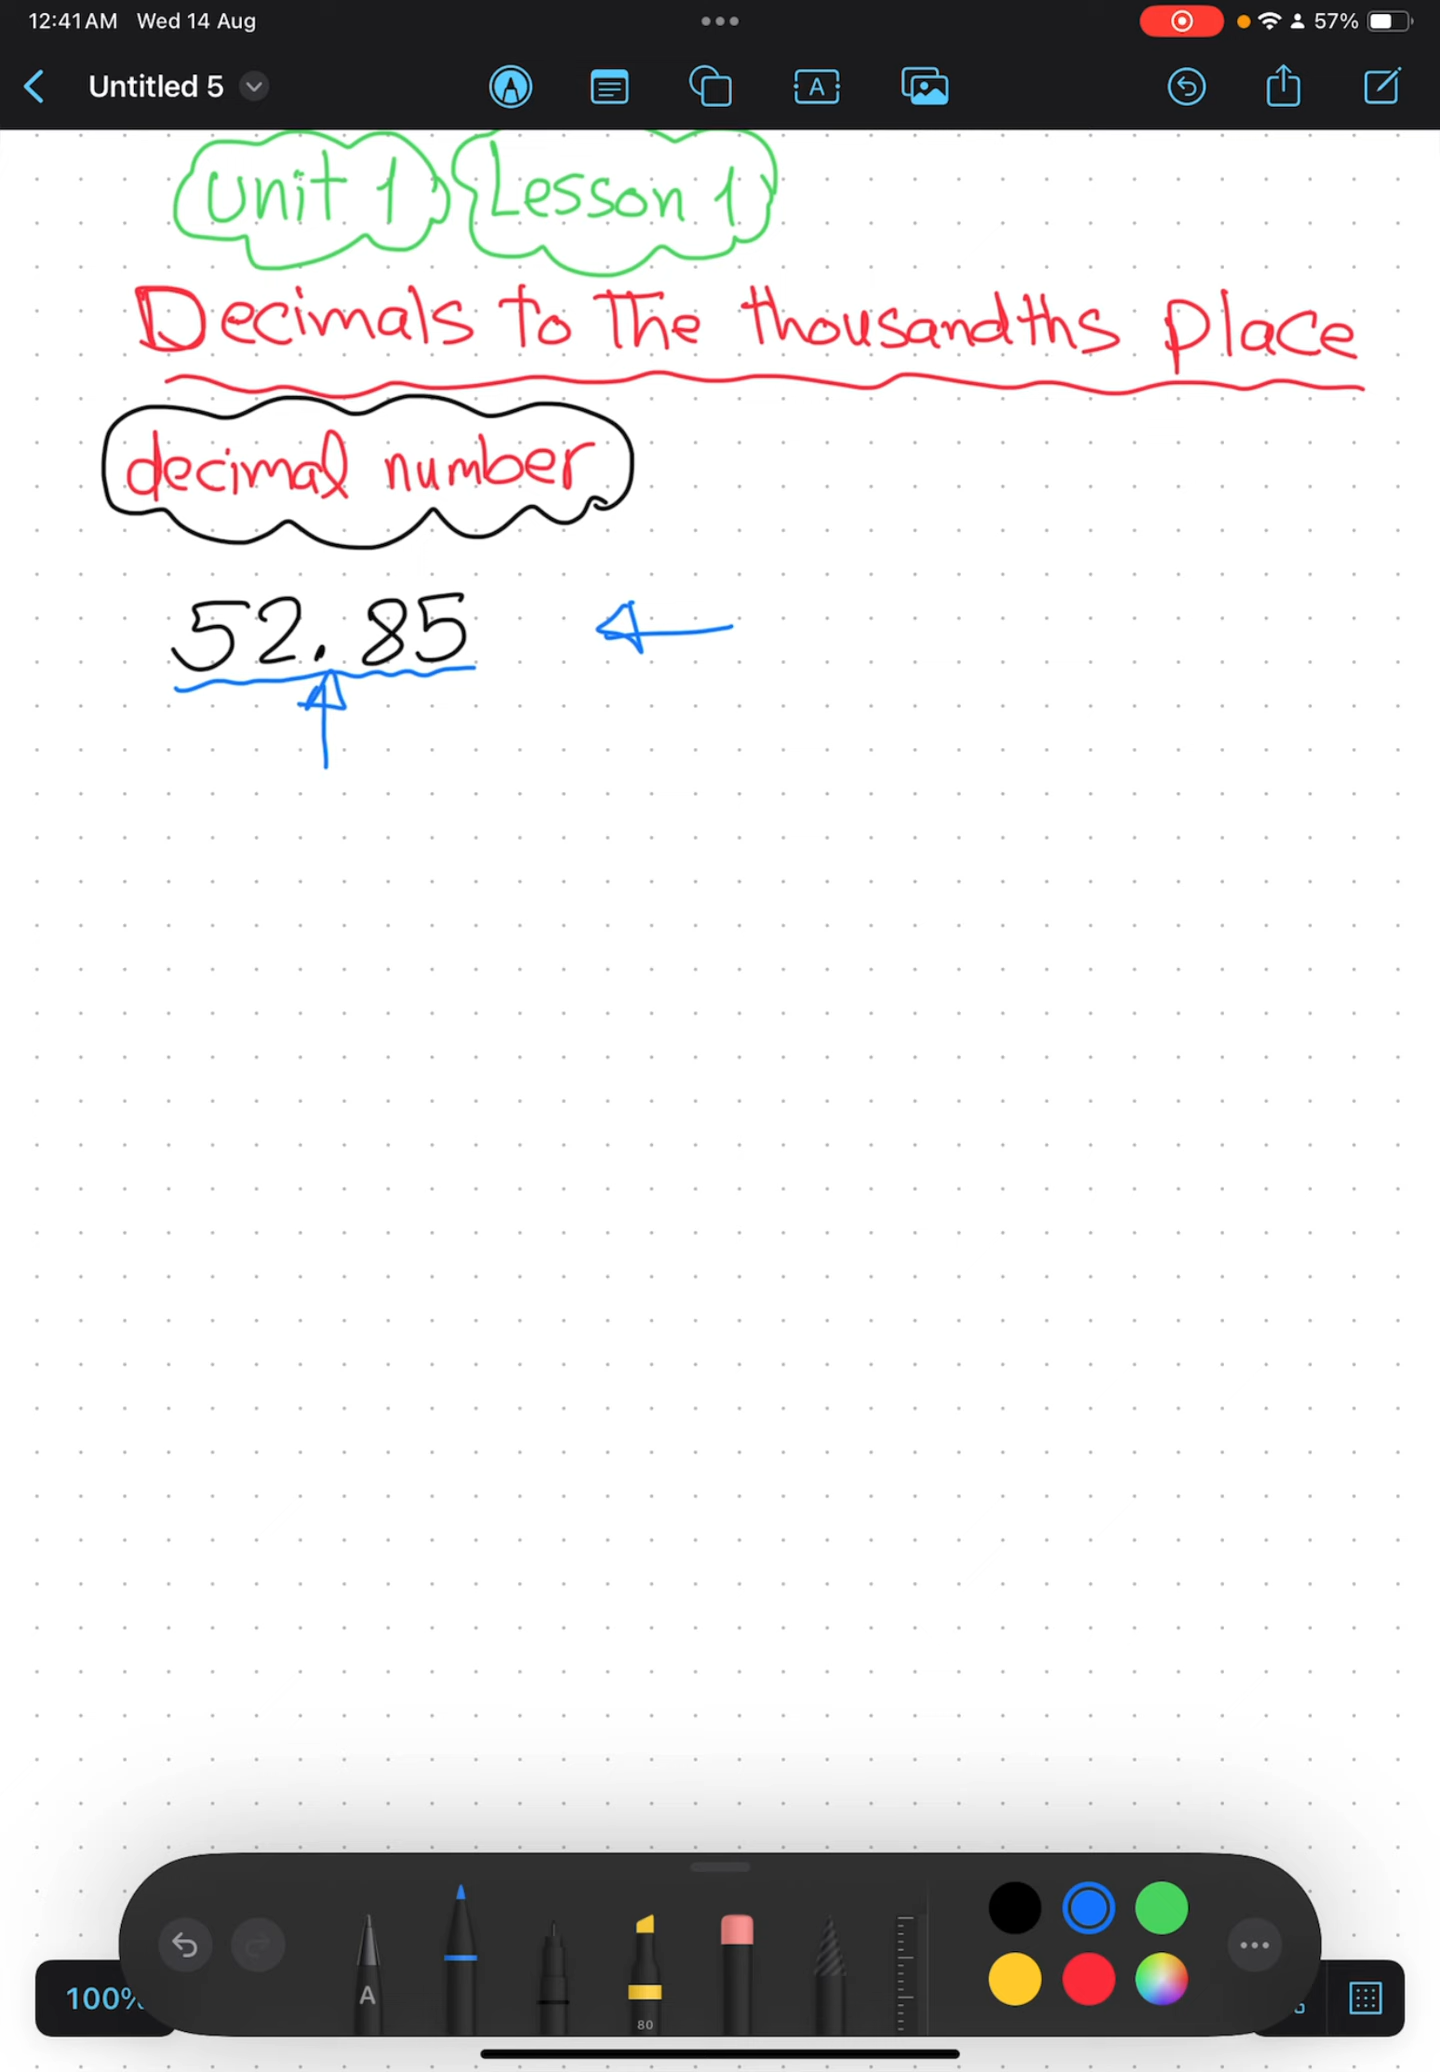 12:41 AM Wed 14 Aug
57%
Untitled 5
A
Unit 1 Lesson 1
Decimals to The thousandths place
decimal number
52.85
A
80
100%